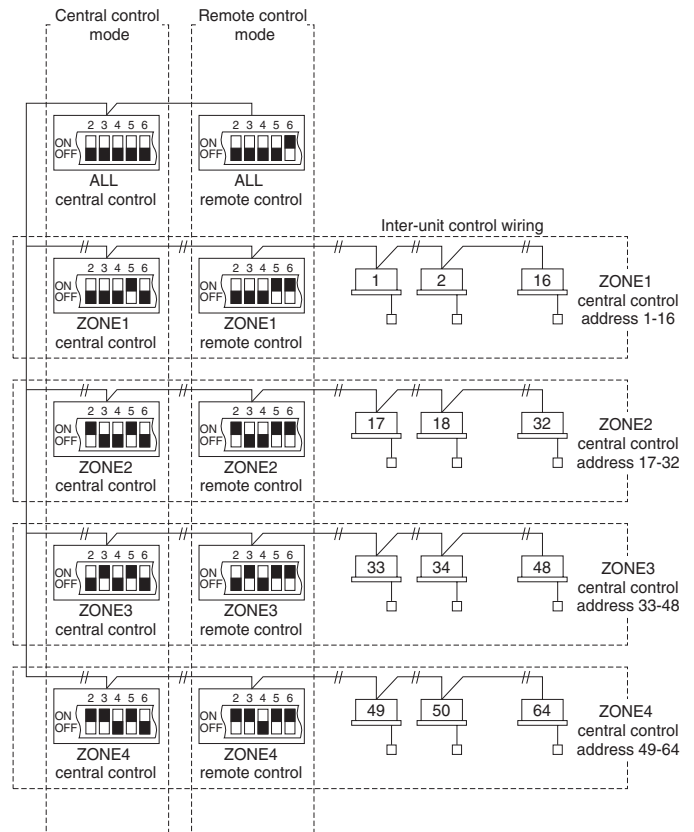 Central control
mode
Remote control
mode
2 3 4 5 6
ON
OFF
ALL
central control
2 3 4 5 6
ON
OFF
ALL
remote control
Inter-unit control wiring
2 3 4 5 6
ON
OFF
ZONE1
central control
2 3 4 5 6
ON
OFF
ZONE1
remote control
1
2
16
ZONE1
central control
address 1-16
2 3 4 5 6
ON
OFF
ZONE2
central control
2 3 4 5 6
ON
OFF
ZONE2
remote control
17
18
32
ZONE2
central control
address 17-32
2 3 4 5 6
ON
OFF
ZONE3
central control
2 3 4 5 6
ON
OFF
ZONE3
remote control
33
34
48
ZONE3
central control
address 33-48
2 3 4 5 6
ON
OFF
ZONE4
central control
2 3 4 5 6
ON
OFF
ZONE4
remote control
49
50
64
ZONE4
central control
address 49-64